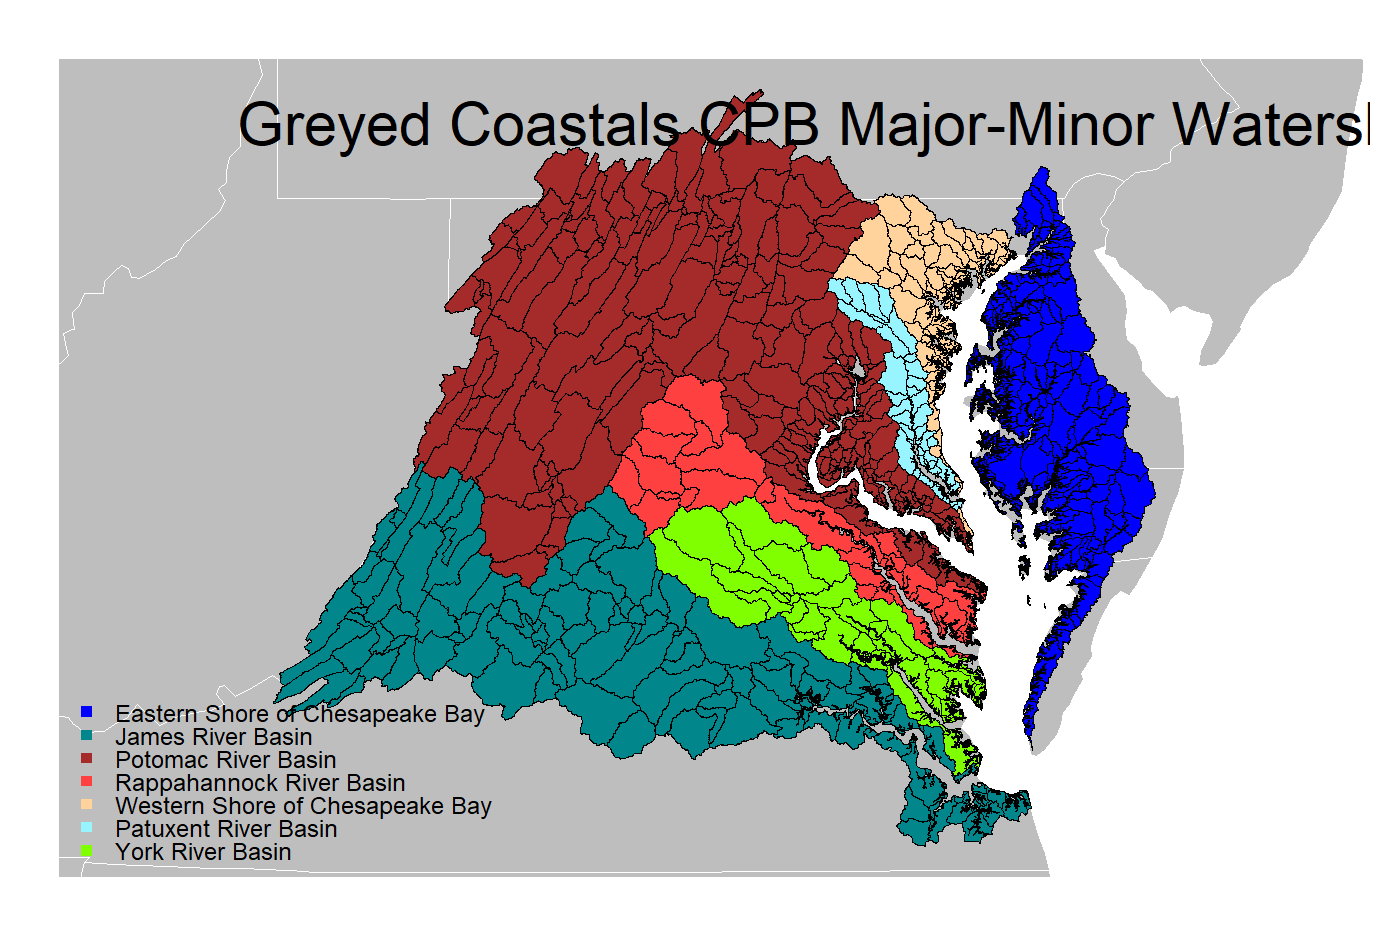 Greyed Coastals CPB Major-Minor
Eastern Shore of Chesapeake Bay
James River Basin
Potomac River Basin
Rappahannock River Basin
Western Shore of Chesapeake Bay
Patuxent River Basin
York River Basin